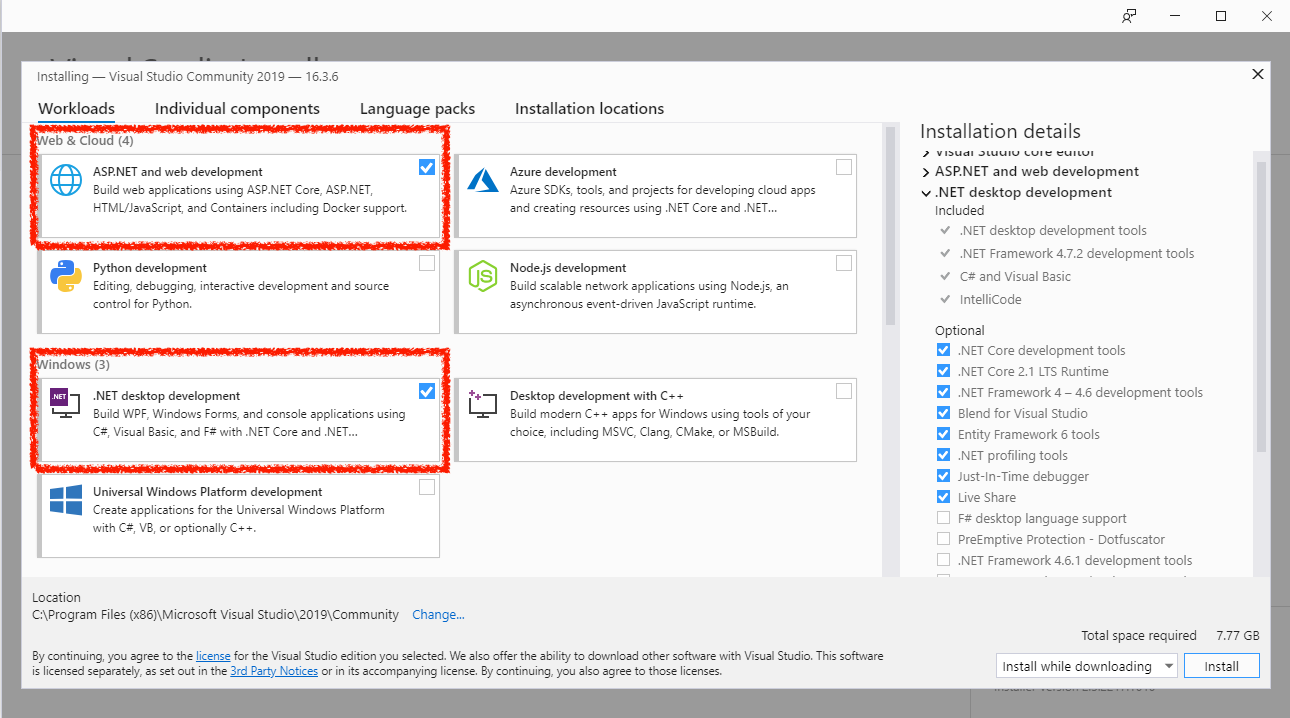 Installing — Visual Studio Community 2019 — 16.3.6
Workloads
Individual components
Language packs
Installation locations
Web & Cloud (4)
ASP.NET and web development
Build web applications using ASP.NET Core, ASP.NET,
HTML/JavaScript, and Containers including Docker support.
Azure development
Azure SDKs, tools, and projects for developing cloud apps
and creating resources using .NET Core and .NET...
Python development
Editing, debugging, interactive development and source
control for Python.
Node.js development
Build scalable network applications using Node.js, an
asynchronous event-driven JavaScript runtime.
Windows (3)
.NET
.NET desktop development
Build WPF, Windows Forms, and console applications using
C#, Visual Basic, and F# with .NET Core and .NET...
Desktop development with C++
Build modern C++ apps for Windows using tools of your
choice, including MSVC, Clang, CMake, or MSBuild.
Universal Windows Platform development
Create applications for the Universal Windows Platform
with C#, VB, or optionally C++.
Installation details
Visual Studio core editor
ASP.NET and web development
.NET desktop development
Included
.NET desktop development tools
.NET Framework 4.7.2 development tools
C# and Visual Basic
IntelliCode
Optional
.NET Core development tools
.NET Core 2.1 LTS Runtime
.NET Framework 4 – 4.6 development tools
Blend for Visual Studio
Entity Framework 6 tools
.NET profiling tools
Just-In-Time debugger
Live Share
F# desktop language support
PreEmptive Protection - Dotfuscator
.NET Framework 4.6.1 development tools
Location
C:\Program Files (x86)\Microsoft Visual Studio\2019\Community Change...
Total space required 7.77 GB
By continuing, you agree to the license for the Visual Studio edition you selected. We also offer the ability to download other software with Visual Studio. This software
is licensed separately, as set out in the 3rd Party Notices or in its accompanying license. By continuing, you also agree to those licenses.
Install while downloading
Install